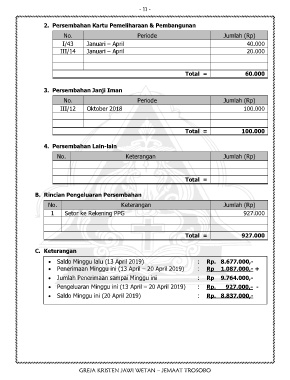 - 11 -
2. Persembahan Kartu Pemeliharaan & Pembangunan
No. Periode Jumlah (Rp)
I/43 Januari – April 40.000
III/14 Januari – April 20.000
Total = 60.000
3. Persembahan Janji Iman
No. Periode Jumlah (Rp)
III/12 Oktober 2018 100.000
Total = 100.000
4. Persembahan Lain-lain
No. Keterangan Jumlah (Rp)
Total =
B. Rincian Pengeluaran Persembahan
No. Keterangan Jumlah (Rp)
1 Setor ke Rekening PPG 927.000
Total = 927.000
C. Keterangan
• Saldo Minggu lalu (13 April 2019) : Rp. 8.677.000,-
• Penerimaan Minggu ini (13 April – 20 April 2019) : Rp 1.087.000,- +
• Jumlah Penerimaan sampai Minggu ini : Rp 9.764.000,-
• Pengeluaran Minggu ini (13 April – 20 April 2019) : Rp. 927.000,- -
• Saldo Minggu ini (20 April 2019) : Rp. 8.837.000,-
GREJA KRISTEN JAWI WETAN – JEMAAT TROSOBO